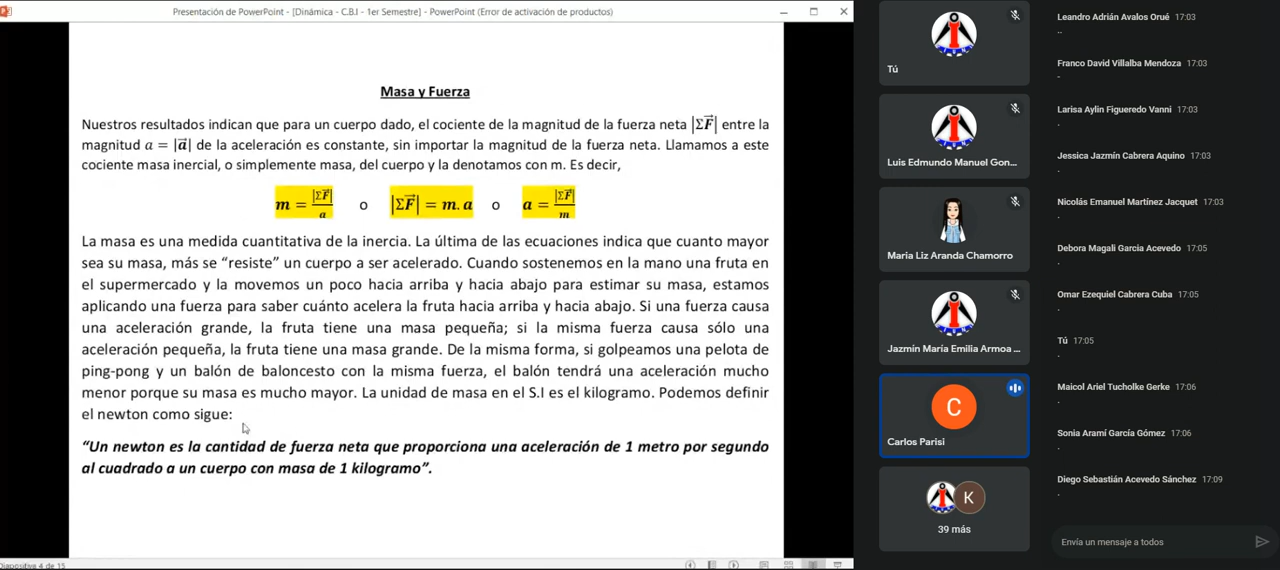 Presentación de PowerPoint - [Dinámica - C.B.I - 1er Semestre] - PowerPoint (Error de activación de productos)
Masa y Fuerza
Nuestros resultados indican que para un cuerpo dado, el cociente de la magnitud de la fuerza neta |ΣF⃗| entre la
magnitud a = |a⃗| de la aceleración es constante, sin importar la magnitud de la fuerza neta. Llamamos a este
cociente masa inercial, o simplemente masa, del cuerpo y la denotamos con m. Es decir,
m = |ΣF⃗|/a o |ΣF⃗| = m. a o a = |ΣF⃗|/m
La masa es una medida cuantitativa de la inercia. La última de las ecuaciones indica que cuanto mayor
sea su masa, más se “resiste” un cuerpo a ser acelerado. Cuando sostenemos en la mano una fruta en
el supermercado y la movemos un poco hacia arriba y hacia abajo para estimar su masa, estamos
aplicando una fuerza para saber cuánto acelera la fruta hacia arriba y hacia abajo. Si una fuerza causa
una aceleración grande, la fruta tiene una masa pequeña; si la misma fuerza causa sólo una
aceleración pequeña, la fruta tiene una masa grande. De la misma forma, si golpeamos una pelota de
ping-pong y un balón de baloncesto con la misma fuerza, el balón tendrá una aceleración mucho
menor porque su masa es mucho mayor. La unidad de masa en el S.I es el kilogramo. Podemos definir
el newton como sigue:
“Un newton es la cantidad de fuerza neta que proporciona una aceleración de 1 metro por segundo
al cuadrado a un cuerpo con masa de 1 kilogramo”.
Diapositiva 4 de 15
Tú
Luis Edmundo Manuel Gon...
Maria Liz Aranda Chamorro
Jazmín María Emilia Armoa ...
C
Carlos Parisi
K
39 más
Leandro Adrián Avalos Orué 17:03
..
Franco David Villalba Mendoza 17:03
-
Larisa Aylin Figueredo Vanni 17:03
.
Jessica Jazmín Cabrera Aquino 17:03
.
Nicolás Emanuel Martínez Jacquet 17:03
.
Debora Magali Garcia Acevedo 17:05
.
Omar Ezequiel Cabrera Cuba 17:05
.
Tú 17:05
.
Maicol Ariel Tucholke Gerke 17:06
.
Sonia Aramí García Gómez 17:06
.
Diego Sebastián Acevedo Sánchez 17:09
.
Envía un mensaje a todos